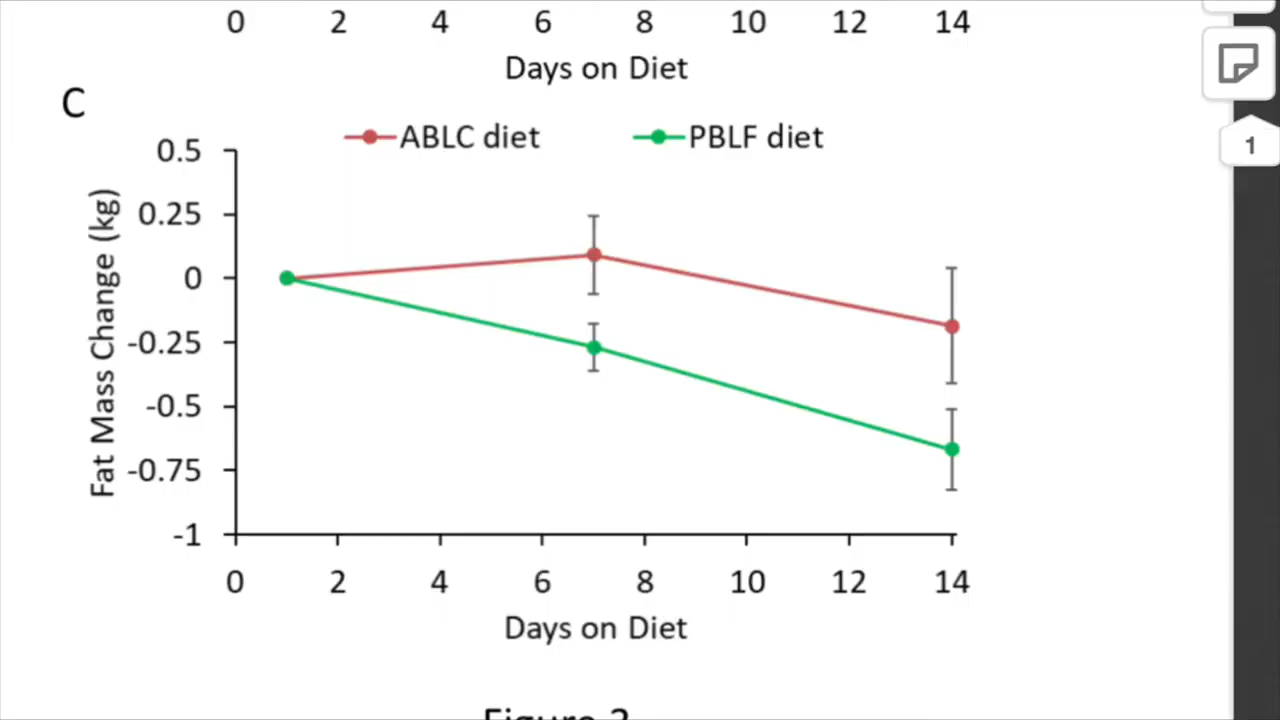 0 2 4 6 8 10 12 14
Days on Diet
C
ABLC diet PBLF diet
0.5
0.25
0
-0.25
-0.5
-0.75
-1
Fat Mass Change (kg)
0 2 4 6 8 10 12 14
Days on Diet
1